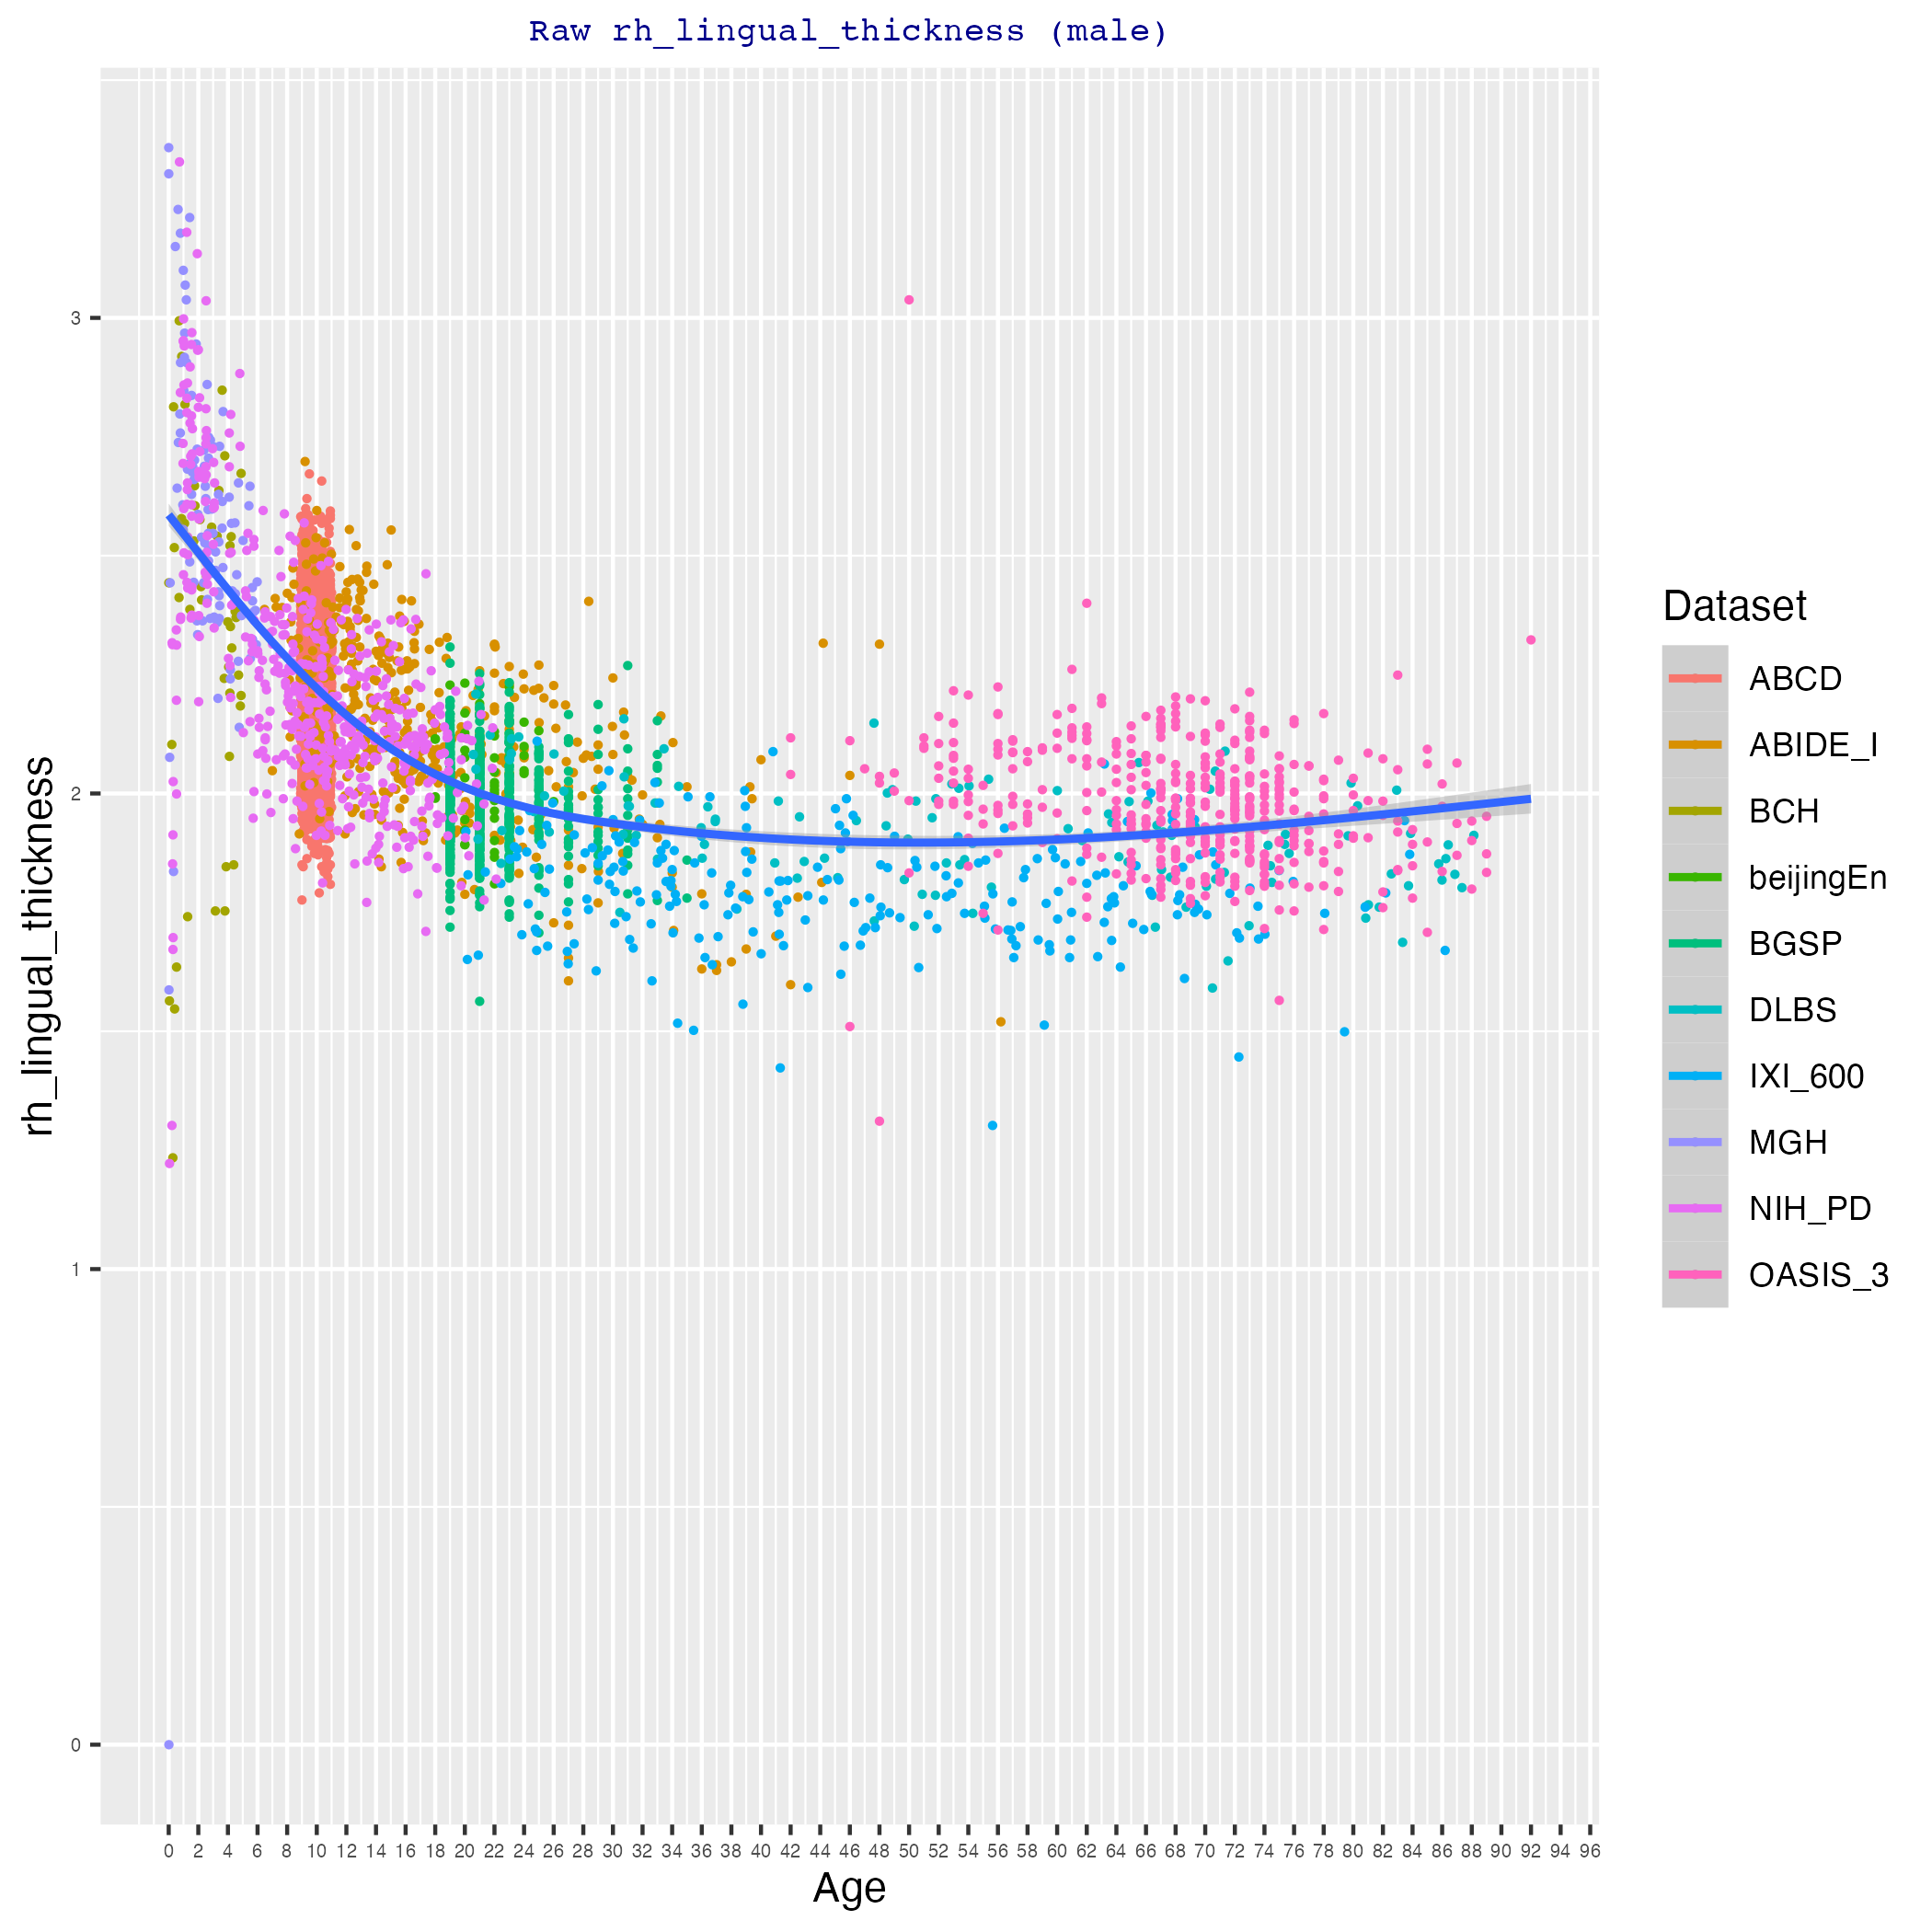 Raw rh_lingual_thickness (male)
rh_lingual_thickness
3
2
1
0
0 2 4 6 8 10 12 14 16 18 20 22 24 26 28 30 32 34 36 38 40 42 44 46 48 50 52 54 56 58 60 62 64 66 68 70 72 74 76 78 80 82 84 86 88 90 92 94 96
Age
Dataset
ABCD
ABIDE_I
BCH
beijingEn
BGSP
DLBS
IXI_600
MGH
NIH_PD
OASIS_3